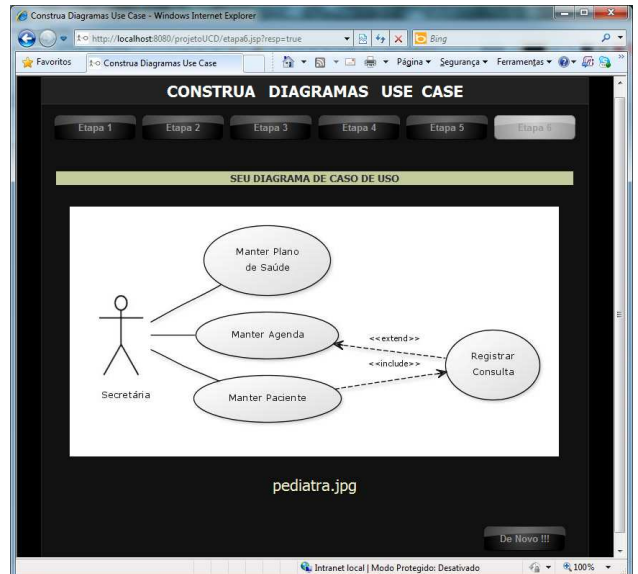 Construa Diagramas Use Case - Windows Internet Explorer
http://localhost:8080/projetoUCD/etapa6.jsp?resp=true
Bing
Favoritos
Construa Diagramas Use Case
Página
Segurança
Ferramentas
CONSTRUA DIAGRAMAS USE CASE
Etapa 1
Etapa 2
Etapa 3
Etapa 4
Etapa 5
Etapa 6
SEU DIAGRAMA DE CASO DE USO
Manter Plano
de Saúde
Manter Agenda
<<extend>>
<<include>>
Registrar
Consulta
Secretária
Manter Paciente
pediatra.jpg
De Novo !!!
Intranet local | Modo Protegido: Desativado
100%